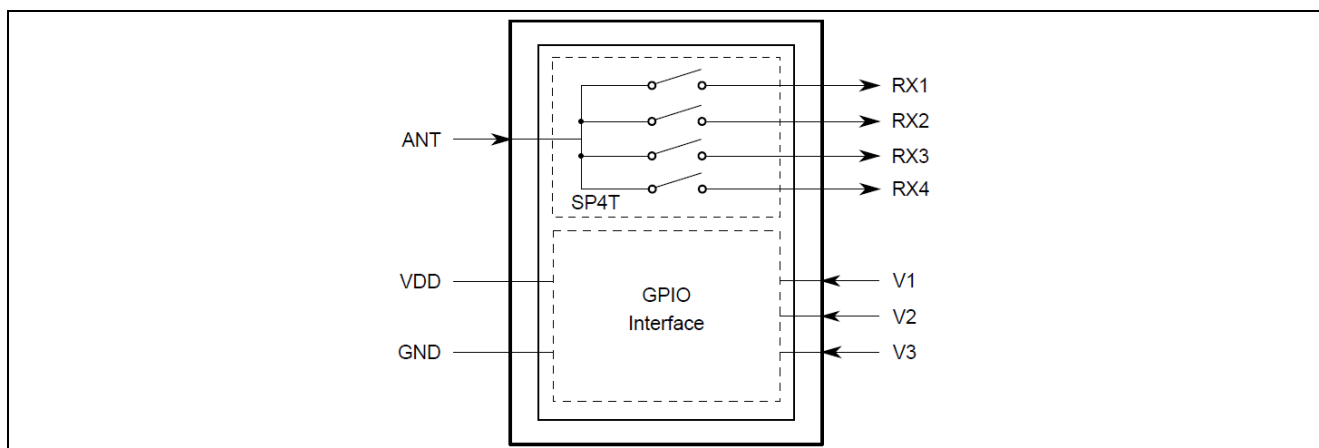 RX1
RX2
ANT
RX3
RX4
SP4T
VDD
V1
GPIO
Interface
V2
GND
V3